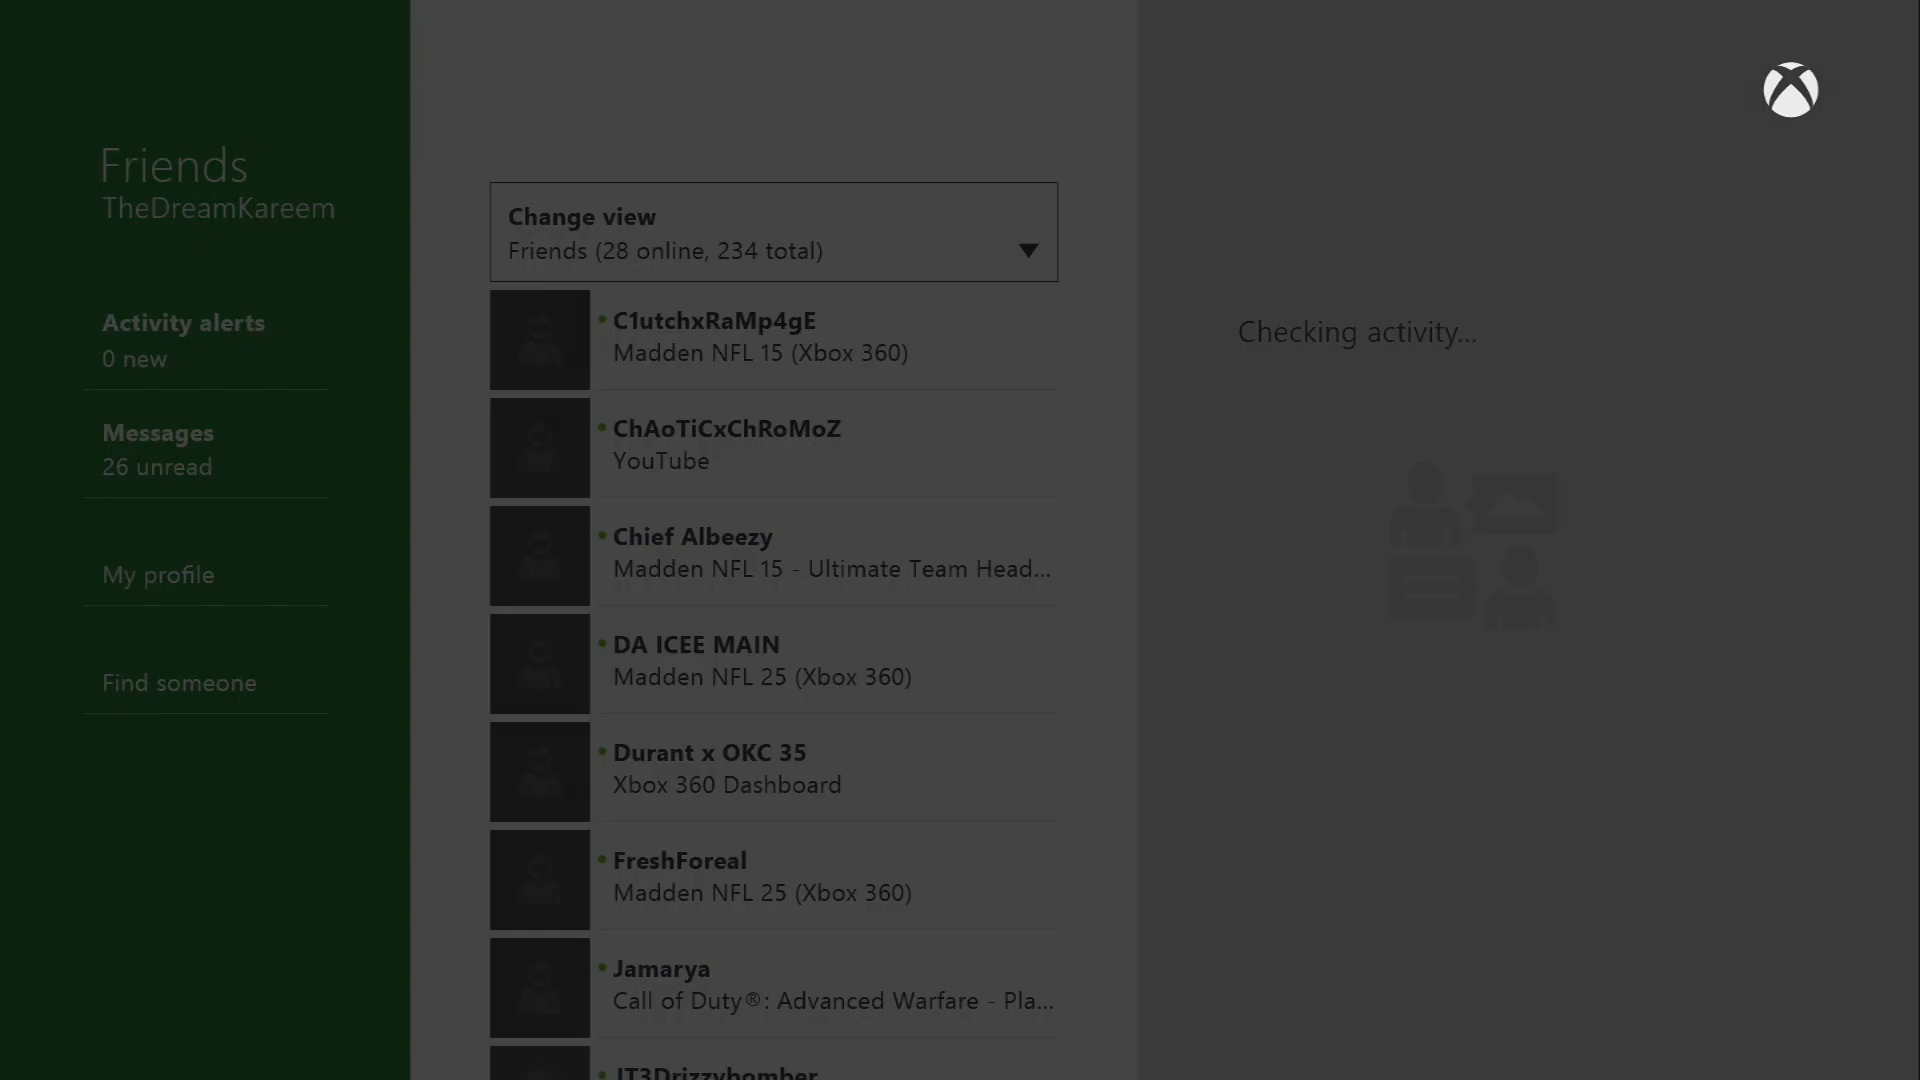 Friends
TheDreamKareem
Activity alerts
0 new
Messages
26 unread
My profile
Find someone
Change view
Friends (28 online, 234 total)
C1utchxRaMp4gE
Madden NFL 15 (Xbox 360)
ChAoTiCxChRoMoZ
YouTube
Chief Albeezy
Madden NFL 15 - Ultimate Team Head...
DA ICEE MAIN
Madden NFL 25 (Xbox 360)
Durant x OKC 35
Xbox 360 Dashboard
FreshForeal
Madden NFL 25 (Xbox 360)
Jamarya
Call of Duty®: Advanced Warfare - Pla...
JT3Drizzybomber
Checking activity...